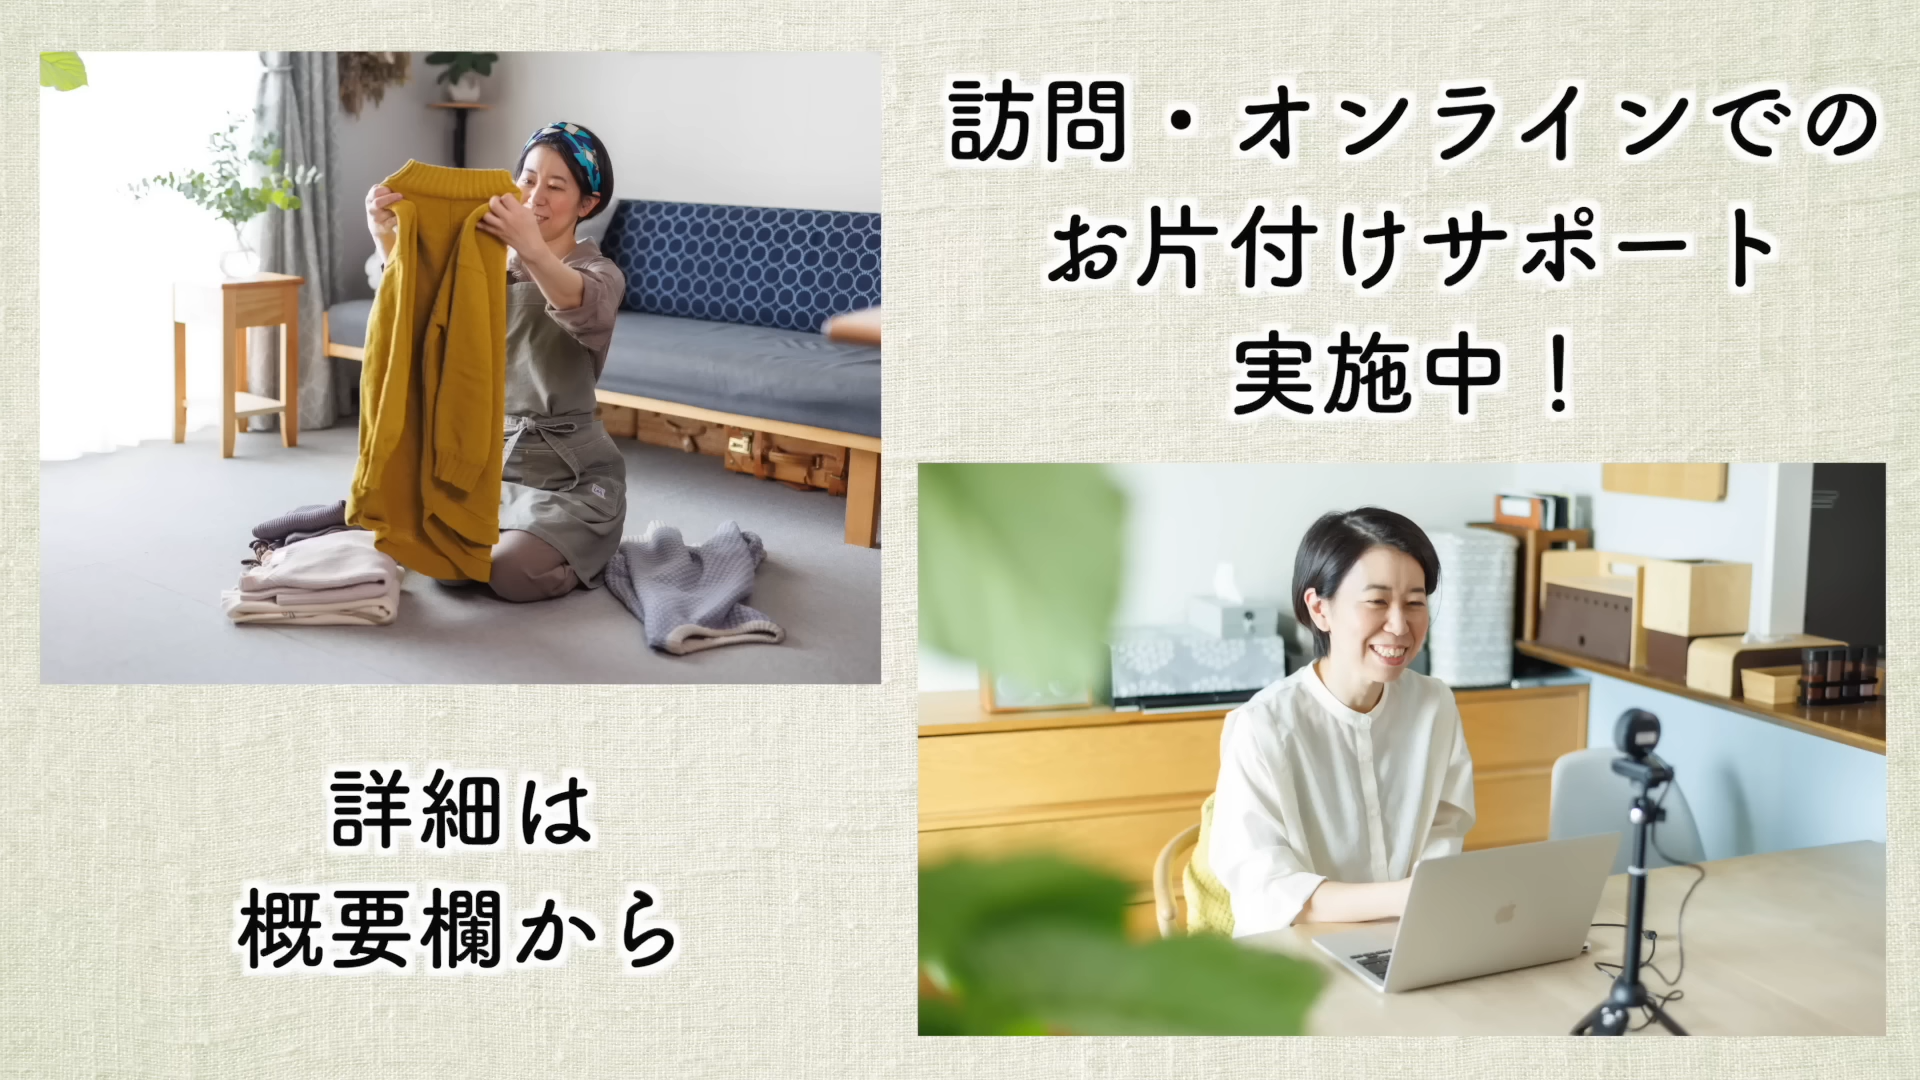 訪問・オンラインでの
お片付けサポート
実施中！
詳細は
概要欄から